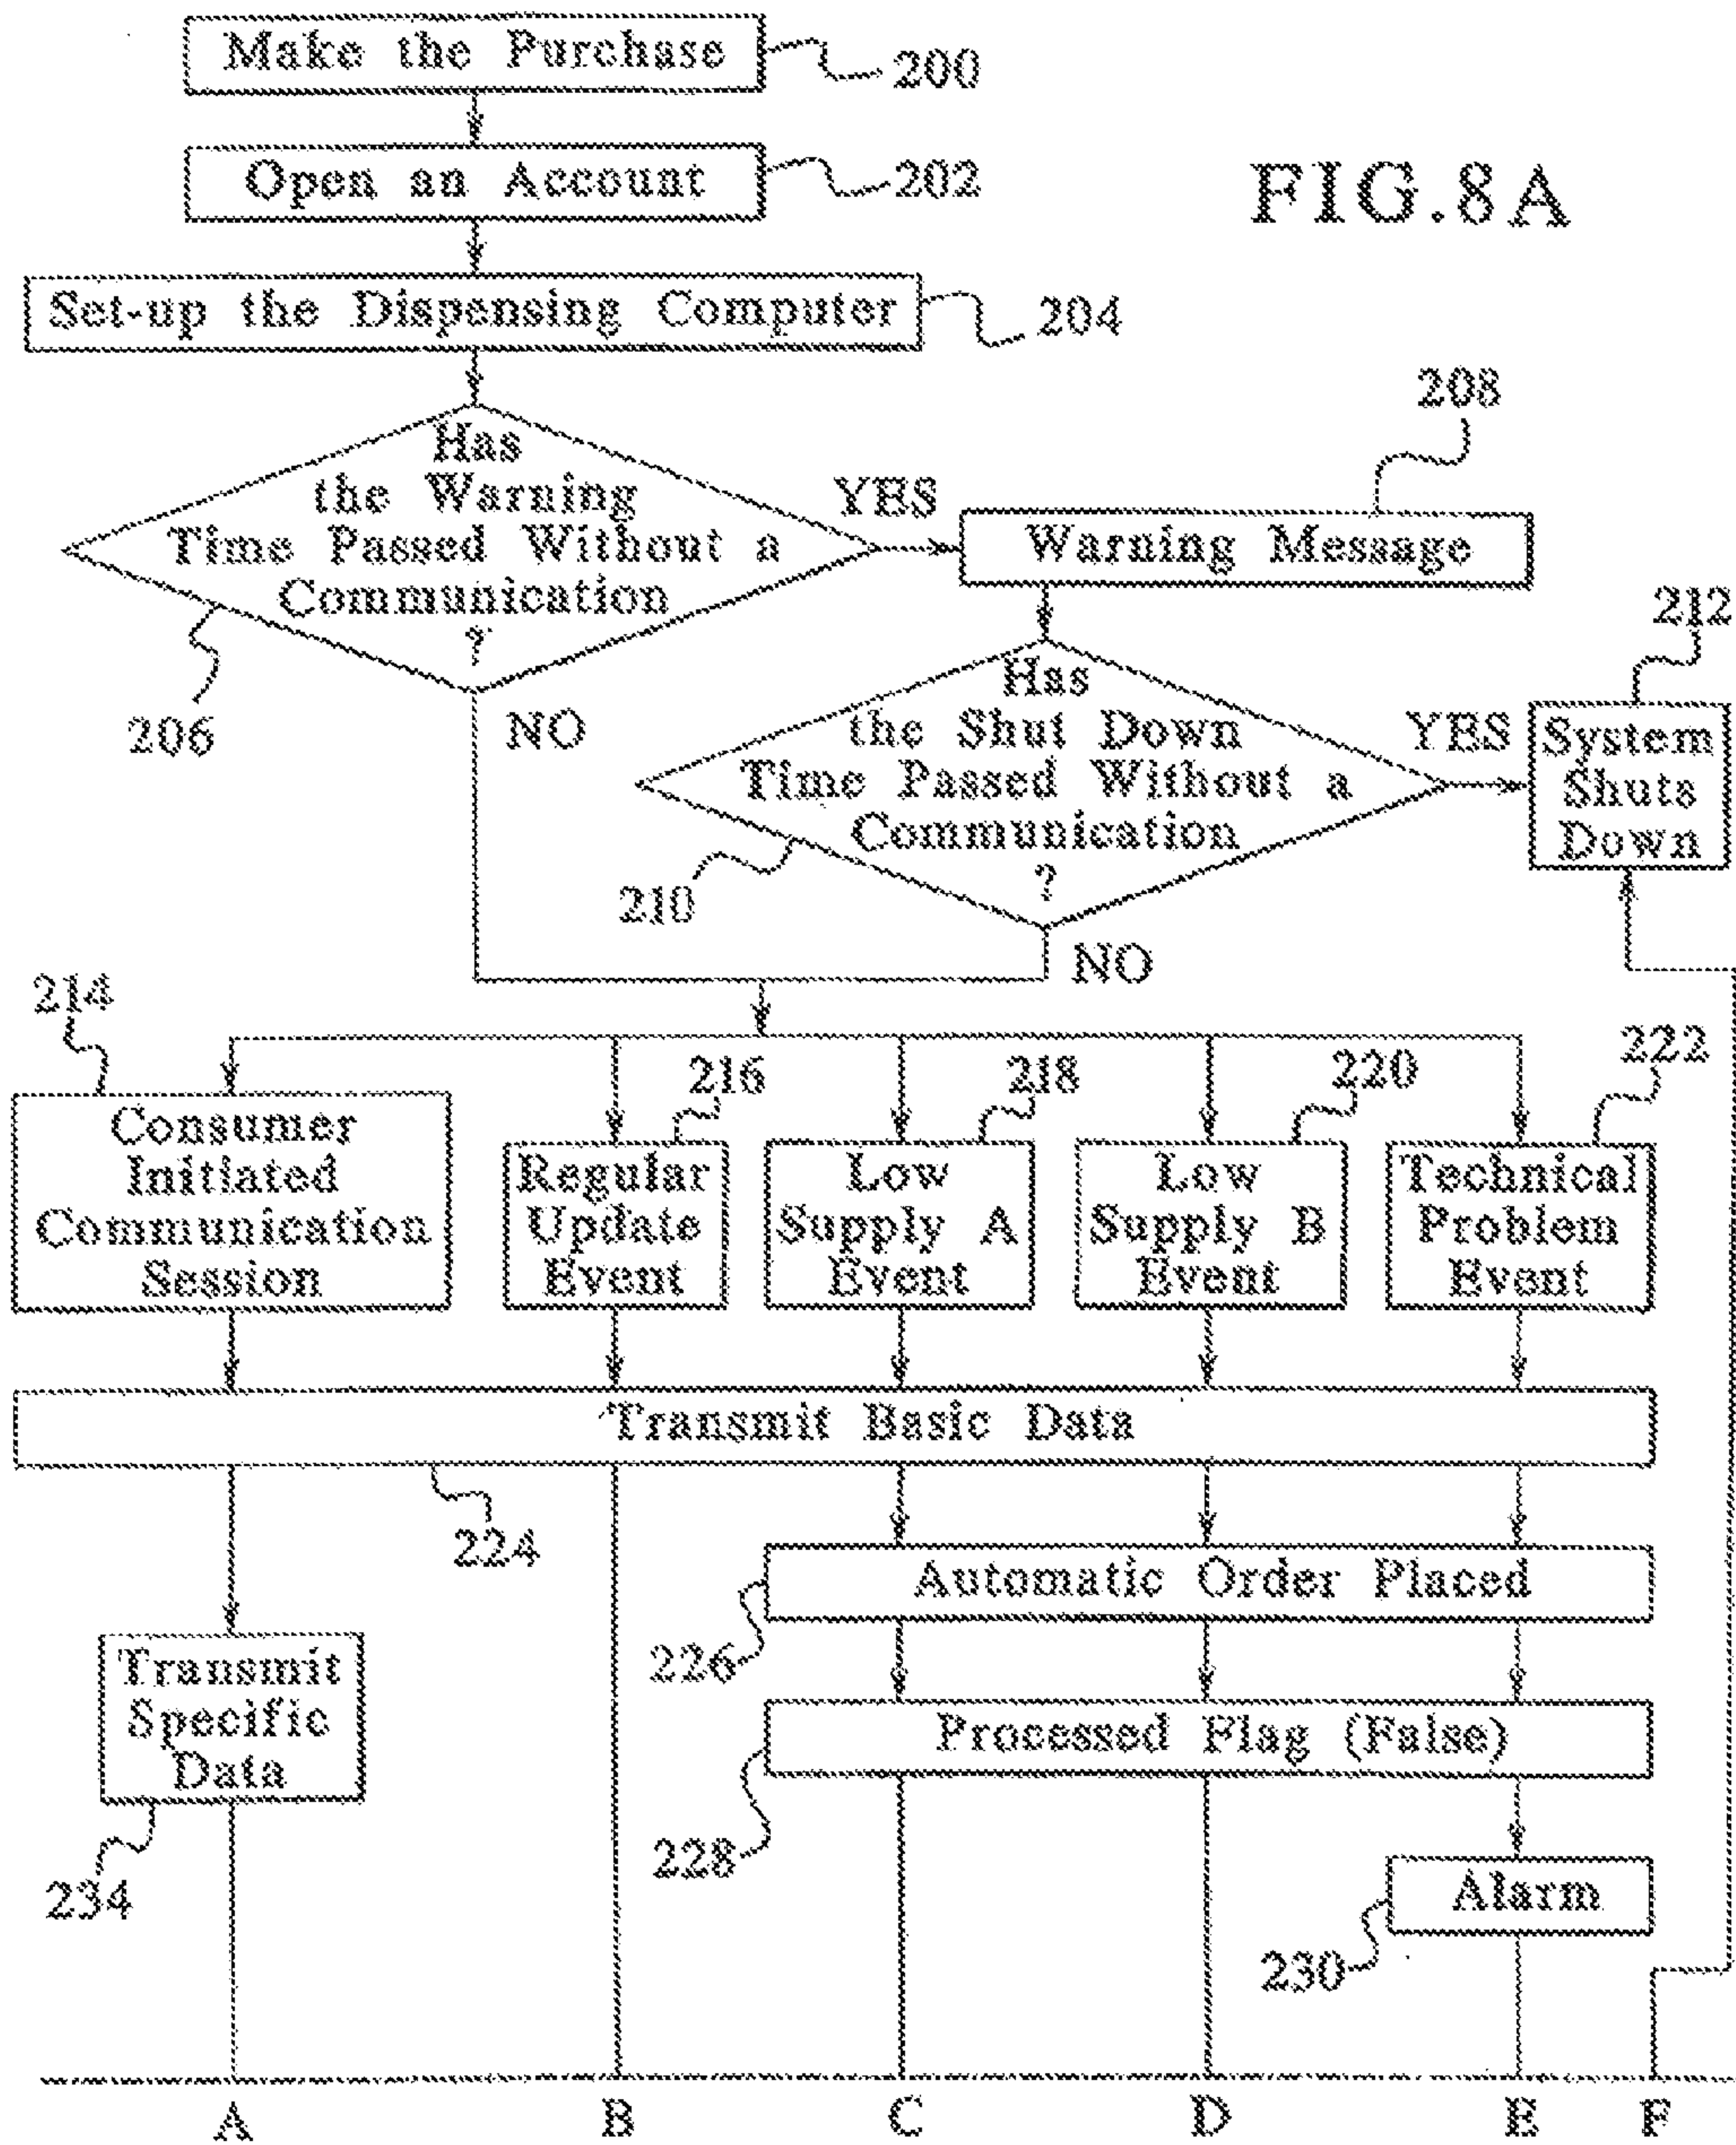 Make the Purchase
200
Open an Account
202
FIG.8A
Set-up the Dispensing Computer
204
208
Has
the Warning
Time Passed Without a
Communication
?
YES
Warning Message
206
NO
212
Has
the Shut Down
Time Passed Without a
Communication
?
YES
System
Shuts
Down
210
NO
214
216
218
220
222
Consumer
Initiated
Communication
Session
Regular
Update
Event
Low
Supply A
Event
Low
Supply B
Event
Technical
Problem
Event
Transmit Basic Data
224
Automatic Order Placed
226
Transmit
Specific
Data
Processed Flag (False)
228
234
Alarm
230
A
B
C
D
E
F